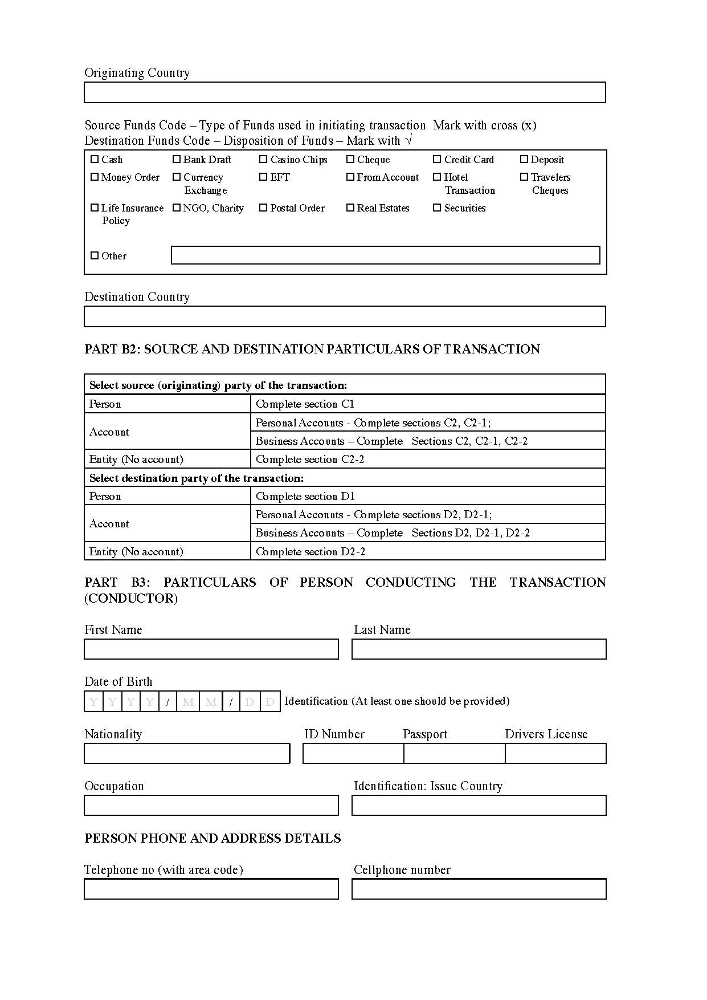 Originating Country
Source Funds Code – Type of Funds used in initiating transaction  Mark with cross (x)
Destination Funds Code – Disposition of Funds – Mark with √
☐ Cash ☐ Bank Draft ☐ Casino Chips ☐ Cheque ☐ Credit Card ☐ Deposit
☐ Money Order ☐ Currency Exchange ☐ EFT ☐ From Account ☐ Hotel Transaction ☐ Travelers Cheques
☐ Life Insurance Policy ☐ NGO, Charity ☐ Postal Order ☐ Real Estates ☐ Securities
☐ Other
Destination Country
PART B2: SOURCE AND DESTINATION PARTICULARS OF TRANSACTION
Select source (originating) party of the transaction:
Person Complete section C1
Account Personal Accounts - Complete sections C2, C2-1;
Business Accounts – Complete Sections C2, C2-1, C2-2
Entity (No account) Complete section C2-2
Select destination party of the transaction:
Person Complete section D1
Account Personal Accounts - Complete sections D2, D2-1;
Business Accounts – Complete Sections D2, D2-1, D2-2
Entity (No account) Complete section D2-2
PART B3: PARTICULARS OF PERSON CONDUCTING THE TRANSACTION
(CONDUCTOR)
First Name Last Name
Date of Birth
Y Y Y Y / M M / D D Identification (At least one should be provided)
Nationality ID Number Passport Drivers License
Occupation Identification: Issue Country
PERSON PHONE AND ADDRESS DETAILS
Telephone no (with area code) Cellphone number